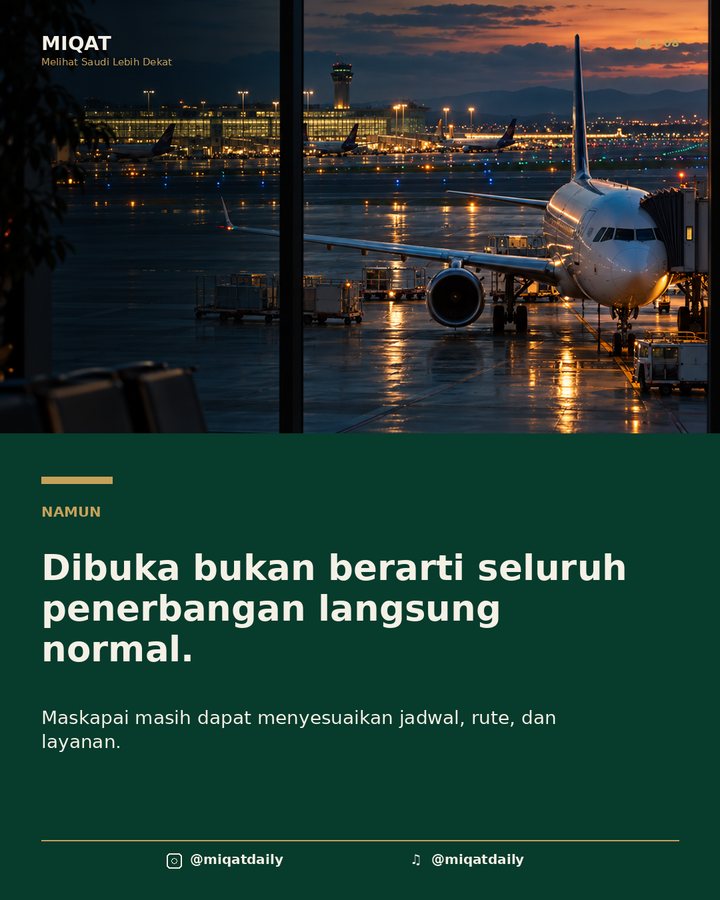 MIQAT
Melihat Saudi Lebih Dekat
NAMUN
Dibuka bukan berarti seluruh
penerbangan langsung
normal.
Maskapai masih dapat menyesuaikan jadwal, rute, dan
layanan.
@miqatdaily
@miqatdaily